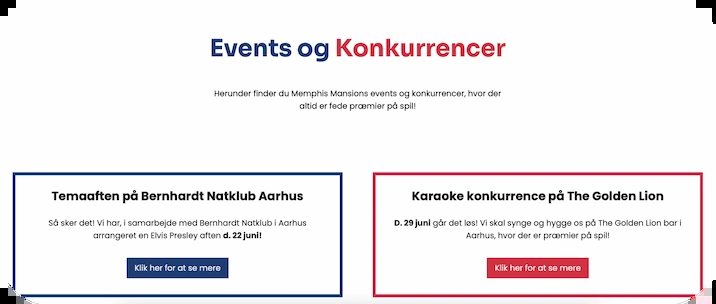 Events og Konkurrencer
Herunder finder du Memphis Mansions events og konkurrencer, hvor der
altid er fede præmier på spil!
Temaaften på Bernhardt Natklub Aarhus
Så sker det! Vi har, i samarbejde med Bernhardt Natklub i Aarhus
arrangeret en Elvis Presley aften d. 22 juni!
Klik her for at se mere
Karaoke konkurrence på The Golden Lion
D. 29 juni går det løs! Vi skal synge og hygge os på The Golden Lion bar i
Aarhus, hvor der er præmier på spil!
Klik her for at se mere